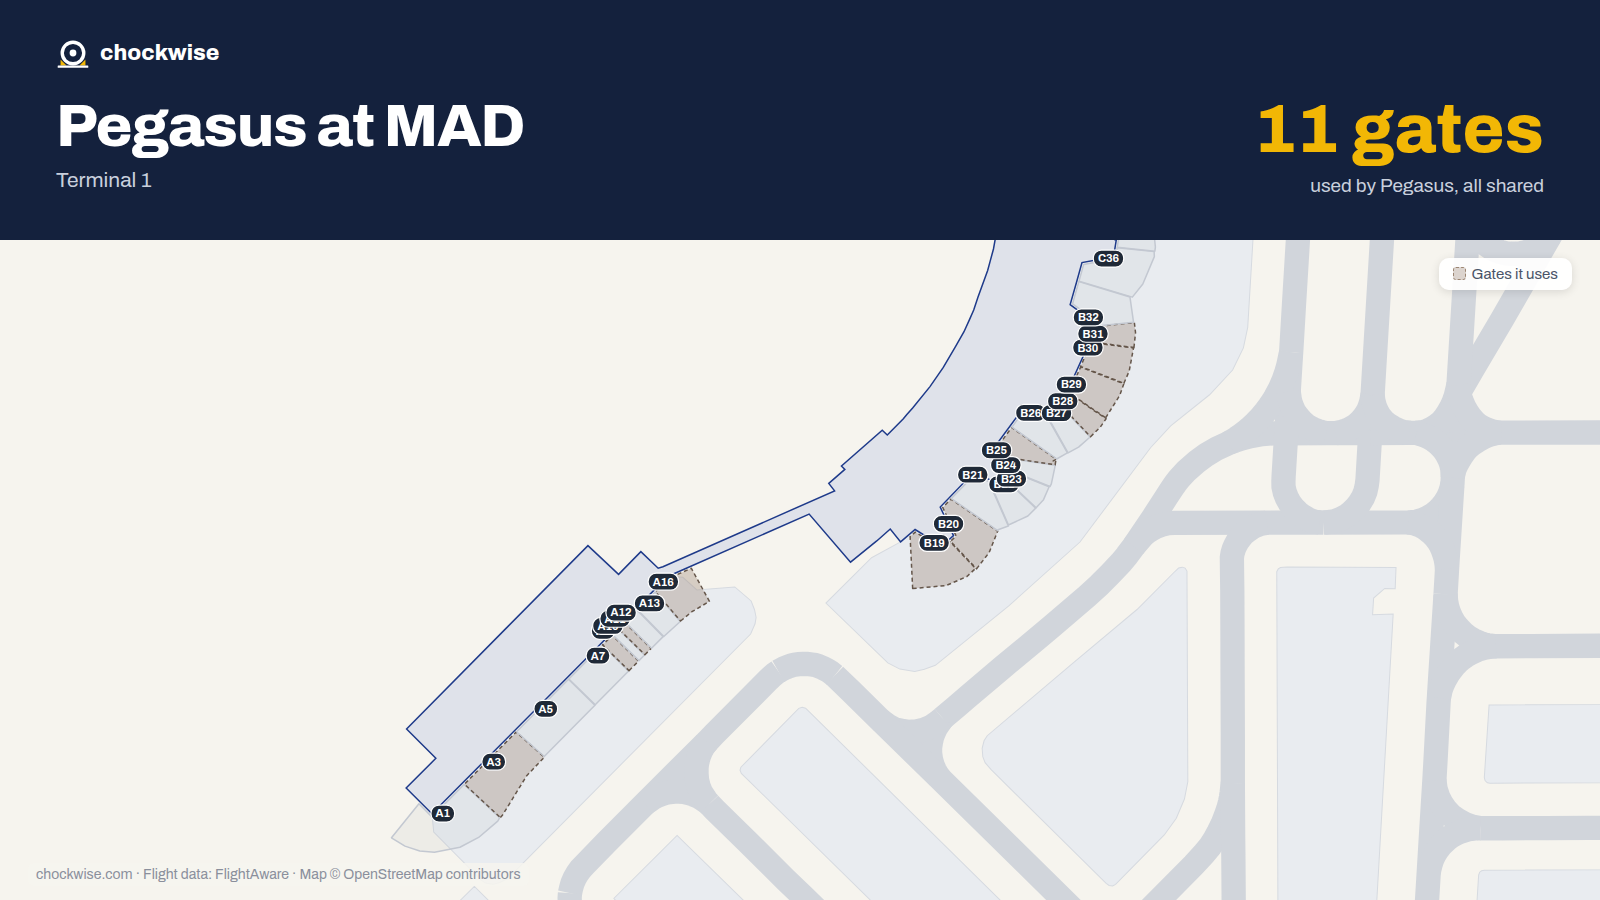 chockwise
Pegasus at MAD
Terminal 1
11 gates
used by Pegasus, all shared
Gates it uses
C36
B32
B31
B30
B29
B28
B26
B27
B25
B24
B21
B23
B20
B19
A16
A13
A12
A7
A5
A3
A1
chockwise.com · Flight data: FlightAware · Map © OpenStreetMap contributors